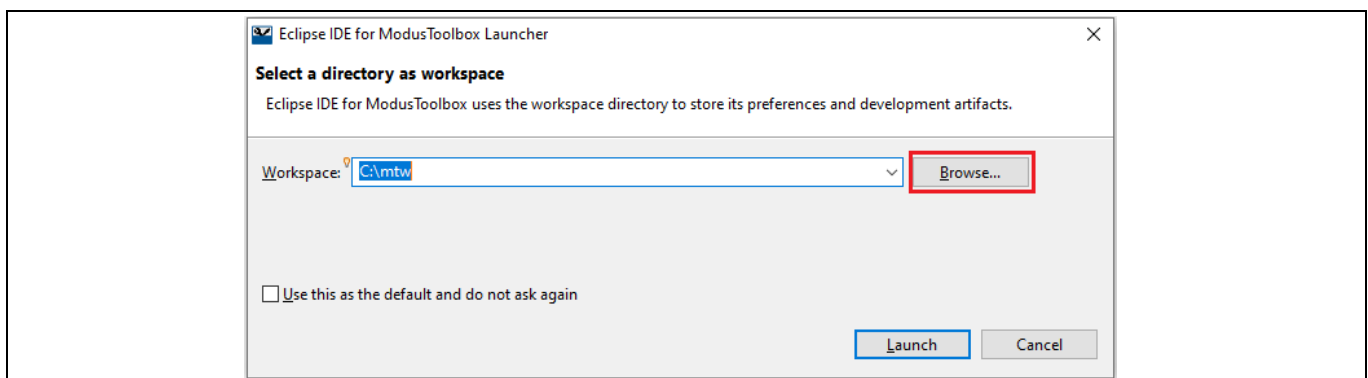 Eclipse IDE for ModusToolbox Launcher
Select a directory as workspace
Eclipse IDE for ModusToolbox uses the workspace directory to store its preferences and development artifacts.
Workspace: C:\mtw Browse...
Use this as the default and do not ask again
Launch Cancel